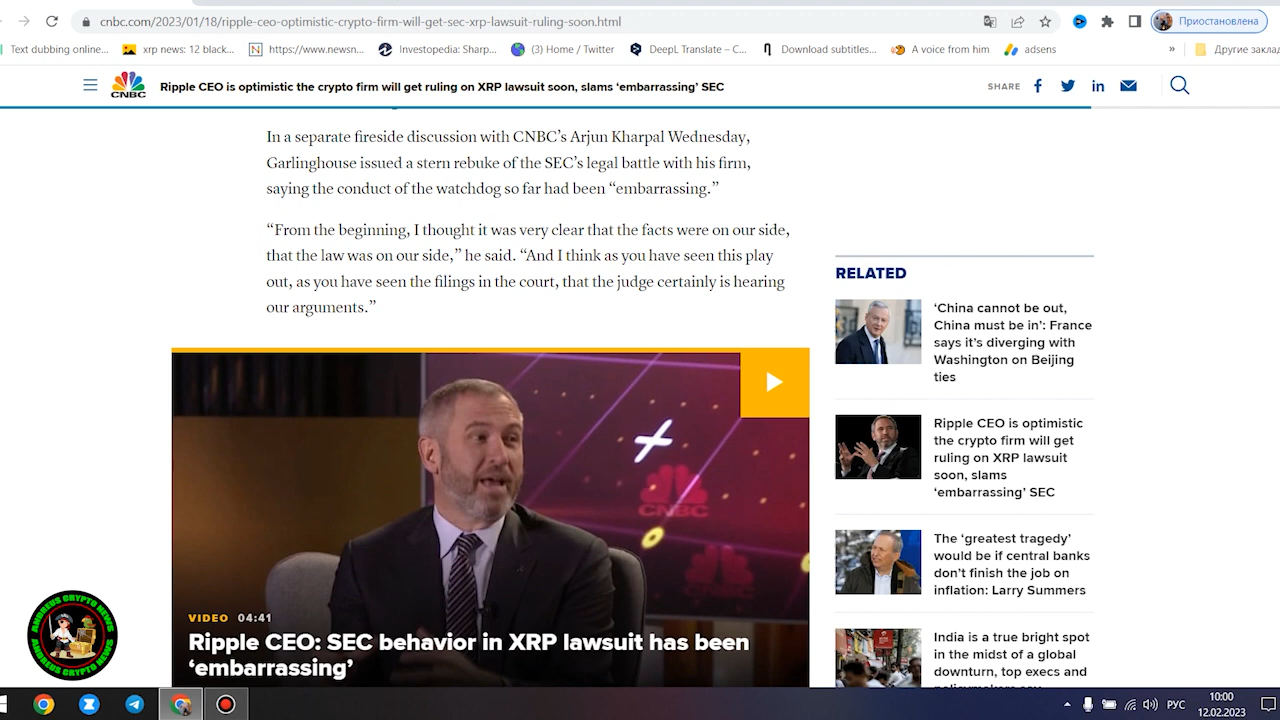 cnbc.com/2023/01/18/ripple-ceo-optimistic-crypto-firm-will-get-sec-xrp-lawsuit-ruling-soon.html
Приостановлена
Text dubbing online...
xrp news: 12 black...
https://www.newsn...
Investopedia: Sharp...
(3) Home / Twitter
DeepL Translate – C...
Download subtitles...
A voice from him
adsens
»
Другие заклад
CNBC
Ripple CEO is optimistic the crypto firm will get ruling on XRP lawsuit soon, slams ‘embarrassing’ SEC
SHARE
In a separate fireside discussion with CNBC’s Arjun Kharpal Wednesday,
Garlinghouse issued a stern rebuke of the SEC’s legal battle with his firm,
saying the conduct of the watchdog so far had been “embarrassing.”
“From the beginning, I thought it was very clear that the facts were on our side,
that the law was on our side,” he said. “And I think as you have seen this play
out, as you have seen the filings in the court, that the judge certainly is hearing
our arguments.”
CNBC
VIDEO 04:41
Ripple CEO: SEC behavior in XRP lawsuit has been
‘embarrassing’
RELATED
‘China cannot be out,
China must be in’: France
says it’s diverging with
Washington on Beijing
ties
Ripple CEO is optimistic
the crypto firm will get
ruling on XRP lawsuit
soon, slams
‘embarrassing’ SEC
The ‘greatest tragedy’
would be if central banks
don’t finish the job on
inflation: Larry Summers
India is a true bright spot
in the midst of a global
downturn, top execs and
ANDREUS CRYPTO NEWS
ANDREUS CRYPTO NEWS
РУС
10:00
12.02.2023